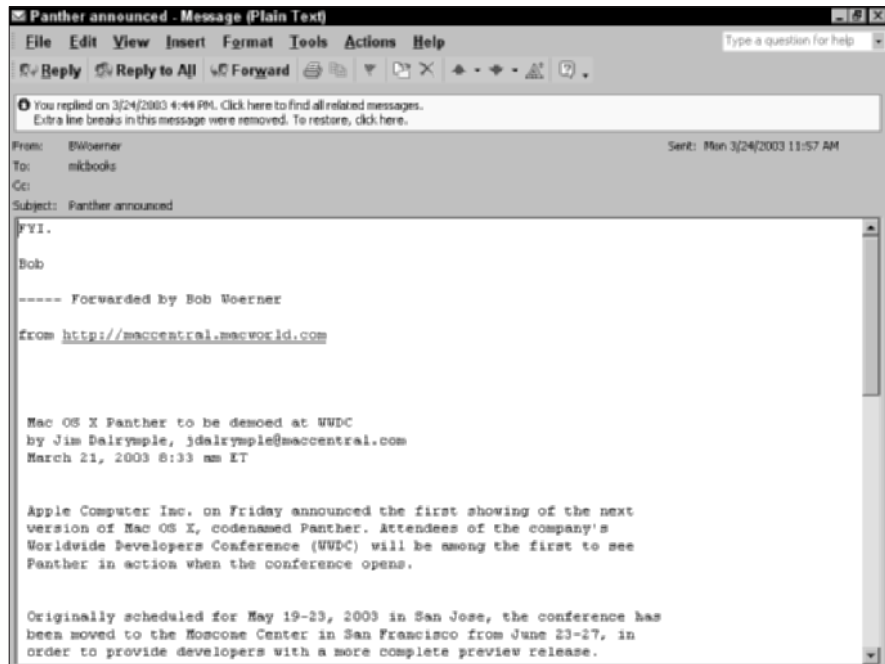 Panther announced - Message (Plain Text)
File Edit View Insert Format Tools Actions Help
Type a question for help
Reply Reply to All Forward
You replied on 3/24/2003 4:44 PM. Click here to find all related messages.
Extra line breaks in this message were removed. To restore, click here.
From: BWoerner
Sent: Mon 3/24/2003 11:57 AM
To: mlcbooks
Cc:
Subject: Panther announced
FYI.
Bob
----- Forwarded by Bob Woerner
from http://maccentral.macworld.com
Mac OS X Panther to be demoed at WWDC
by Jim Dalrymple, jdalrymple@maccentral.com
March 21, 2003 8:33 am ET
Apple Computer Inc. on Friday announced the first showing of the next
version of Mac OS X, codenamed Panther. Attendees of the company's
Worldwide Developers Conference (WWDC) will be among the first to see
Panther in action when the conference opens.
Originally scheduled for May 19-23, 2003 in San Jose, the conference has
been moved to the Moscone Center in San Francisco from June 23-27, in
order to provide developers with a more complete preview release.